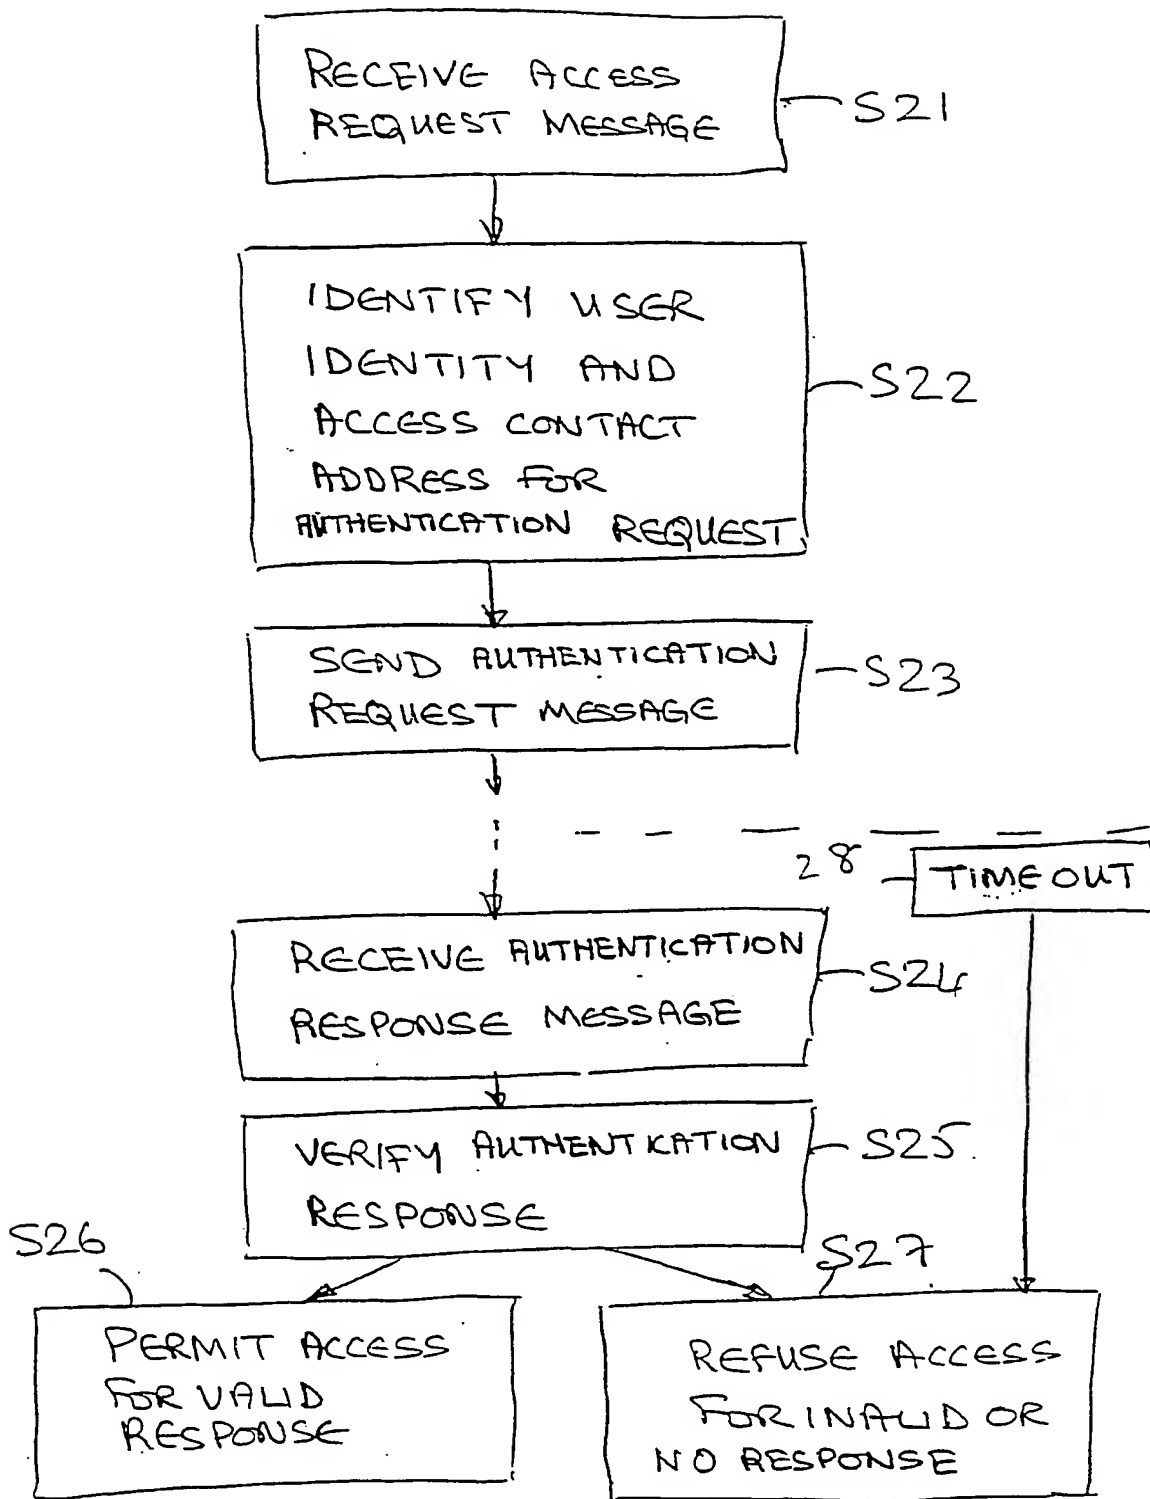 RECEIVE ACCESS
REQUEST MESSAGE
S21
IDENTIFY USER
IDENTITY AND
ACCESS CONTACT
ADDRESS FOR
AUTHENTICATION REQUEST
S22
SEND AUTHENTICATION
REQUEST MESSAGE
S23
28
TIMEOUT
RECEIVE AUTHENTICATION
RESPONSE MESSAGE
S24
VERIFY AUTHENTICATION
RESPONSE
S25
S26
S27
PERMIT ACCESS
FOR VALID
RESPONSE
REFUSE ACCESS
FOR INALID OR
NO RESPONSE